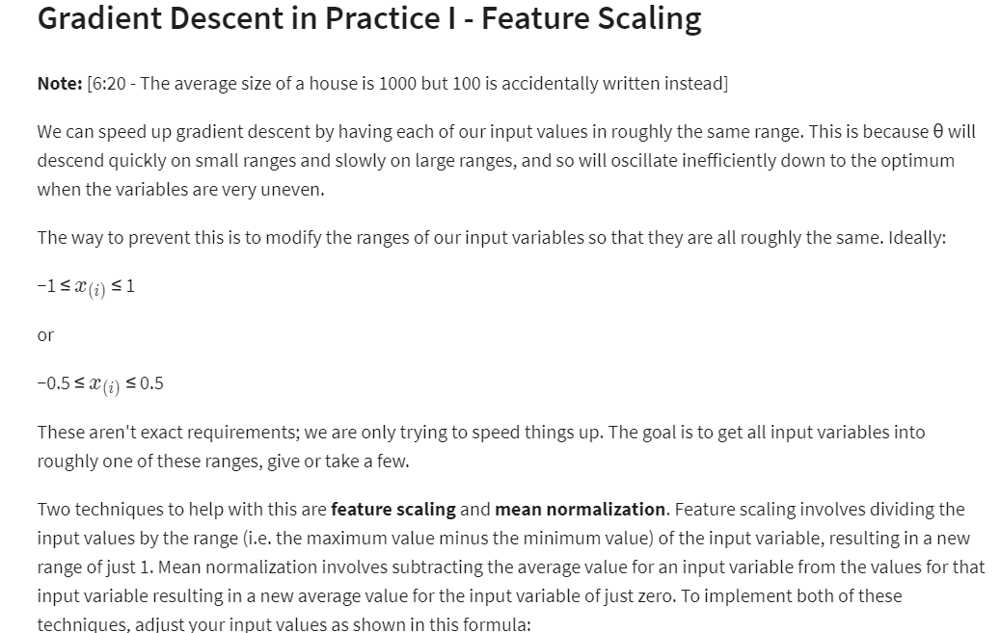 Gradient Descent in Practice I - Feature Scaling
Note: [6:20 - The average size of a house is 1000 but 100 is accidentally written instead]
We can speed up gradient descent by having each of our input values in roughly the same range. This is because θ will
descend quickly on small ranges and slowly on large ranges, and so will oscillate inefficiently down to the optimum
when the variables are very uneven.
The way to prevent this is to modify the ranges of our input variables so that they are all roughly the same. Ideally:
−1 ≤ x(i) ≤ 1
or
−0.5 ≤ x(i) ≤ 0.5
These aren't exact requirements; we are only trying to speed things up. The goal is to get all input variables into
roughly one of these ranges, give or take a few.
Two techniques to help with this are feature scaling and mean normalization. Feature scaling involves dividing the
input values by the range (i.e. the maximum value minus the minimum value) of the input variable, resulting in a new
range of just 1. Mean normalization involves subtracting the average value for an input variable from the values for that
input variable resulting in a new average value for the input variable of just zero. To implement both of these
techniques, adjust your input values as shown in this formula: